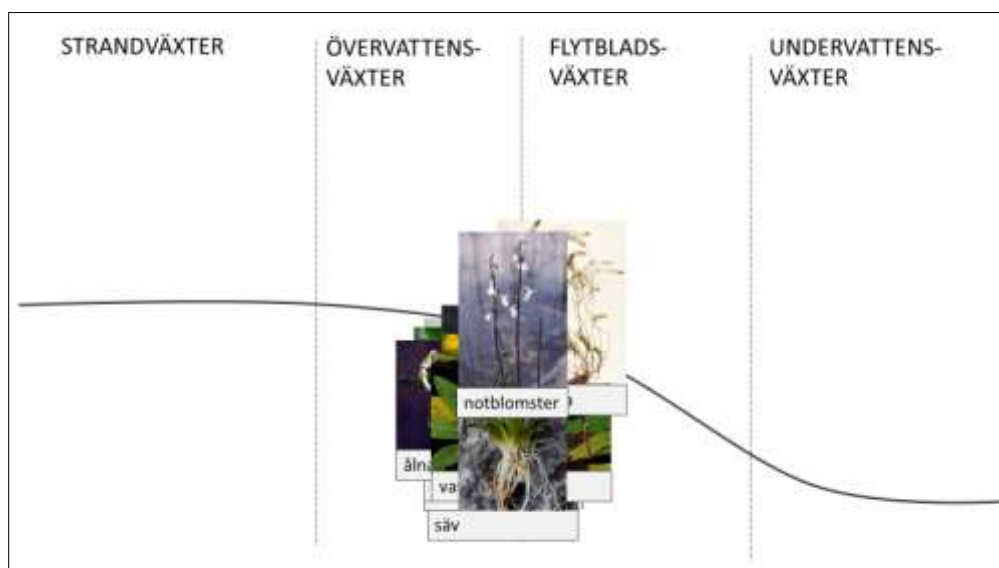 STRANDVÄXTER
ÖVERVATTENS-
VÄXTER
FLYTBLADS-
VÄXTER
UNDERVATTENS-
VÄXTER
notblomster
säv